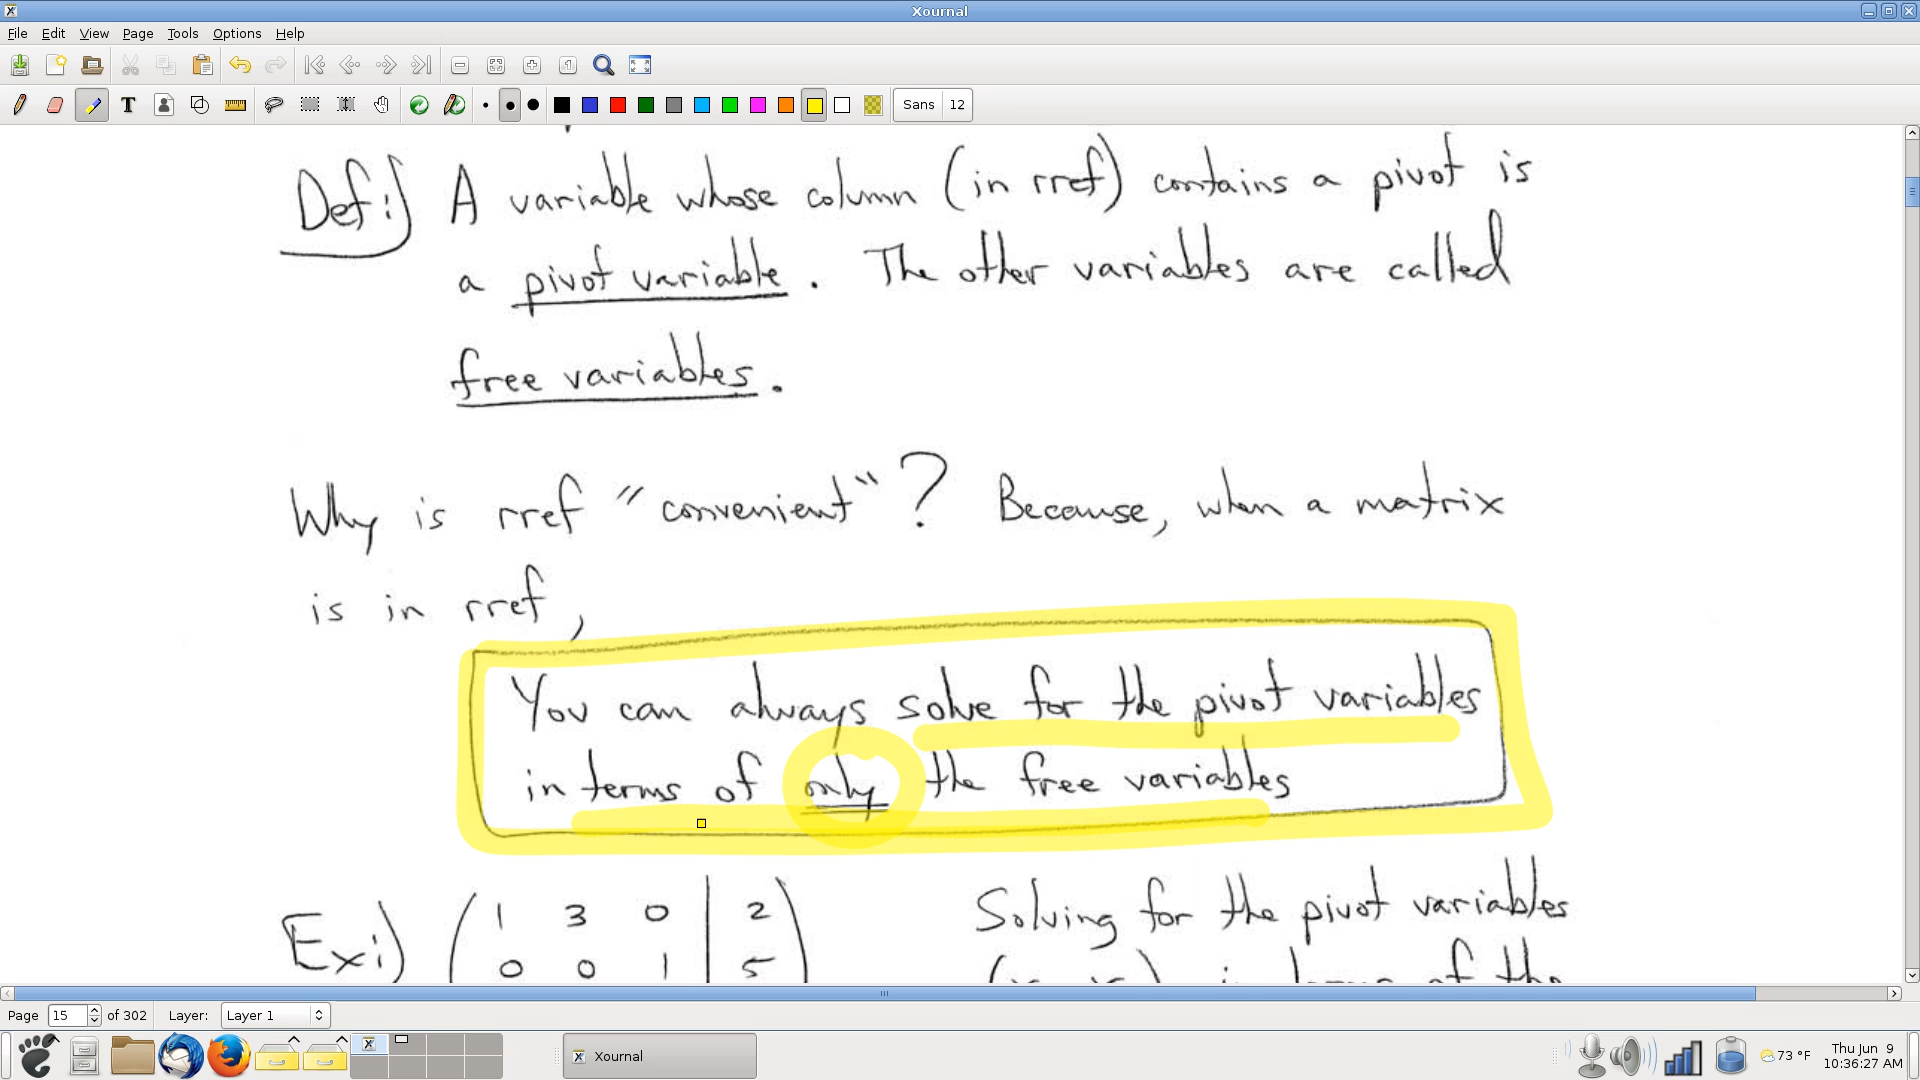 Xournal
File Edit View Page Tools Options Help
Sans 12
Def:) A variable whose column (in rref) contains a pivot is
a pivot variable. The other variables are called
free variables.
Why is rref "convenient"? Because, when a matrix
is in rref,
You can always solve for the pivot variables
in terms of only the free variables
Ex:) ( 1 3 0 | 2 ) Solving for the pivot variables
0 0 1 | 5 in terms of the
Page 15 of 302 Layer: Layer 1
Xournal
73 °F
Thu Jun 9
10:36:27 AM